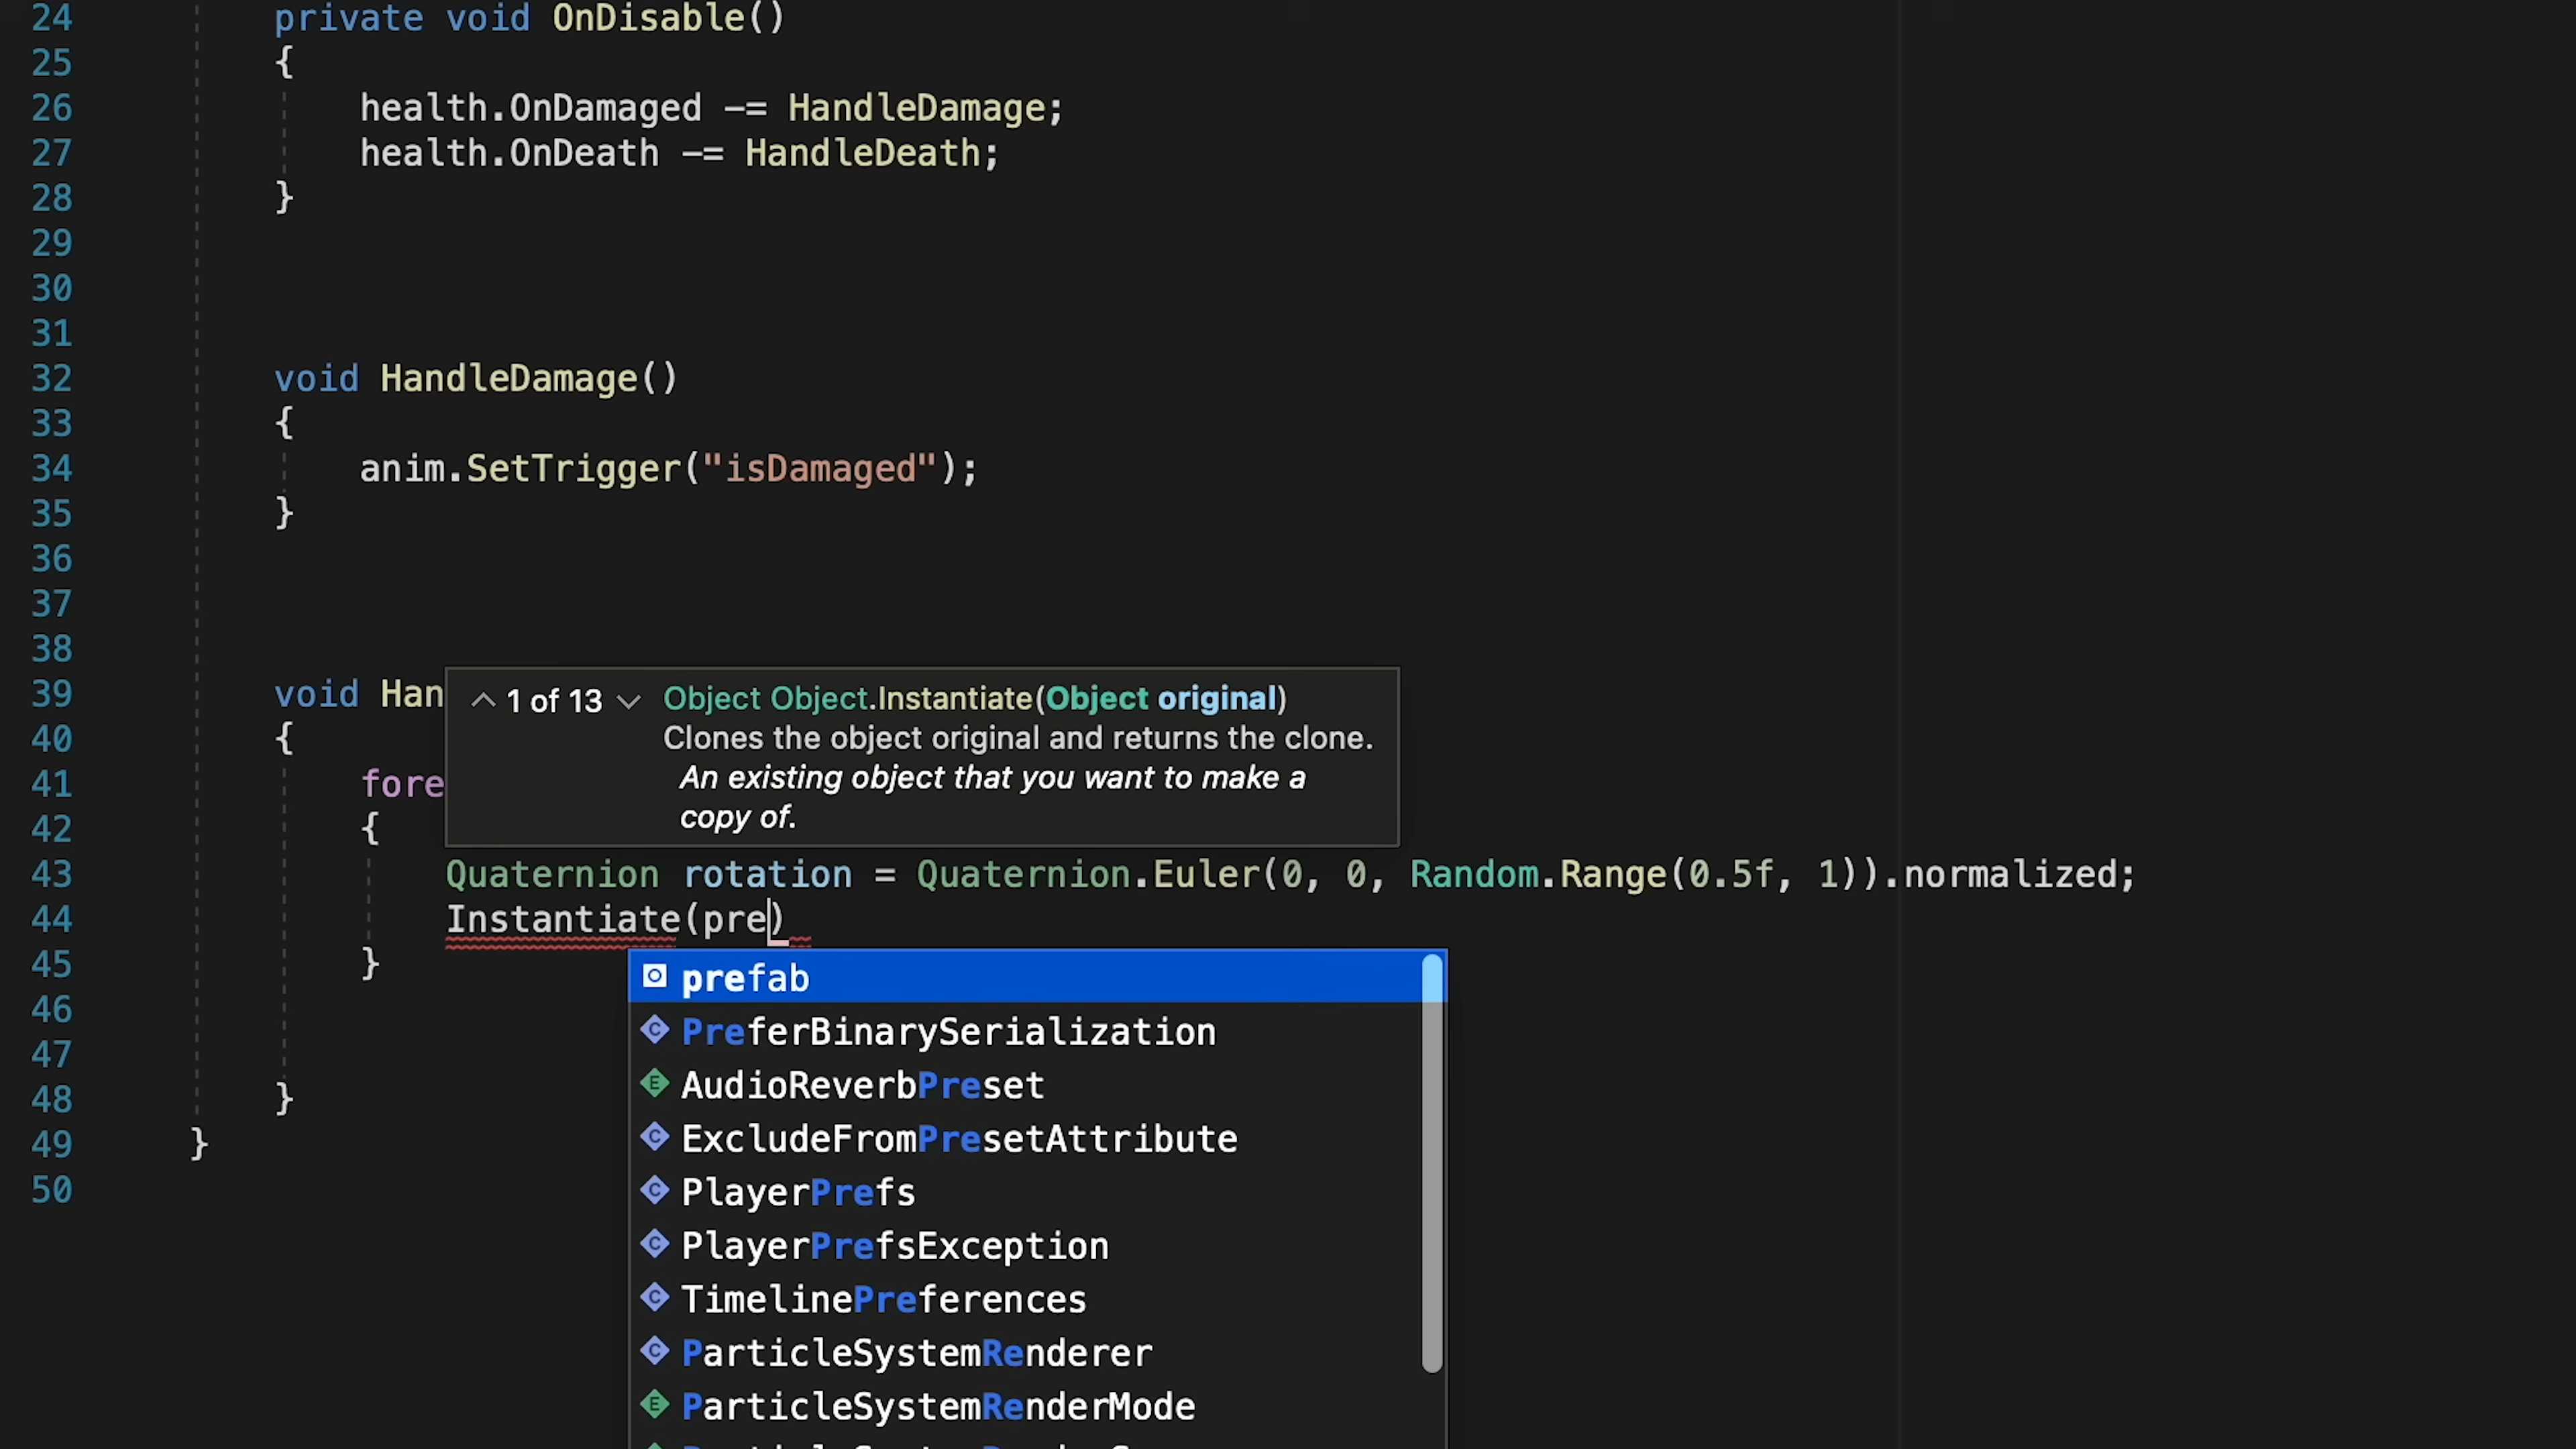 24 private void OnDisable()
25 {
26 health.OnDamaged -= HandleDamage;
27 health.OnDeath -= HandleDeath;
28 }
29
30
31
32 void HandleDamage()
33 {
34 anim.SetTrigger("isDamaged");
35 }
36
37
38
39 void Han
1 of 13 Object Object.Instantiate(Object original)
Clones the object original and returns the clone.
An existing object that you want to make a
copy of.
40 {
41 fore
42 {
43 Quaternion rotation = Quaternion.Euler(0, 0, Random.Range(0.5f, 1)).normalized;
44 Instantiate(pre)
45 }
46
47
48 }
49 }
50
prefab
PreferBinarySerialization
AudioReverbPreset
ExcludeFromPresetAttribute
PlayerPrefs
PlayerPrefsException
TimelinePreferences
ParticleSystemRenderer
ParticleSystemRenderMode